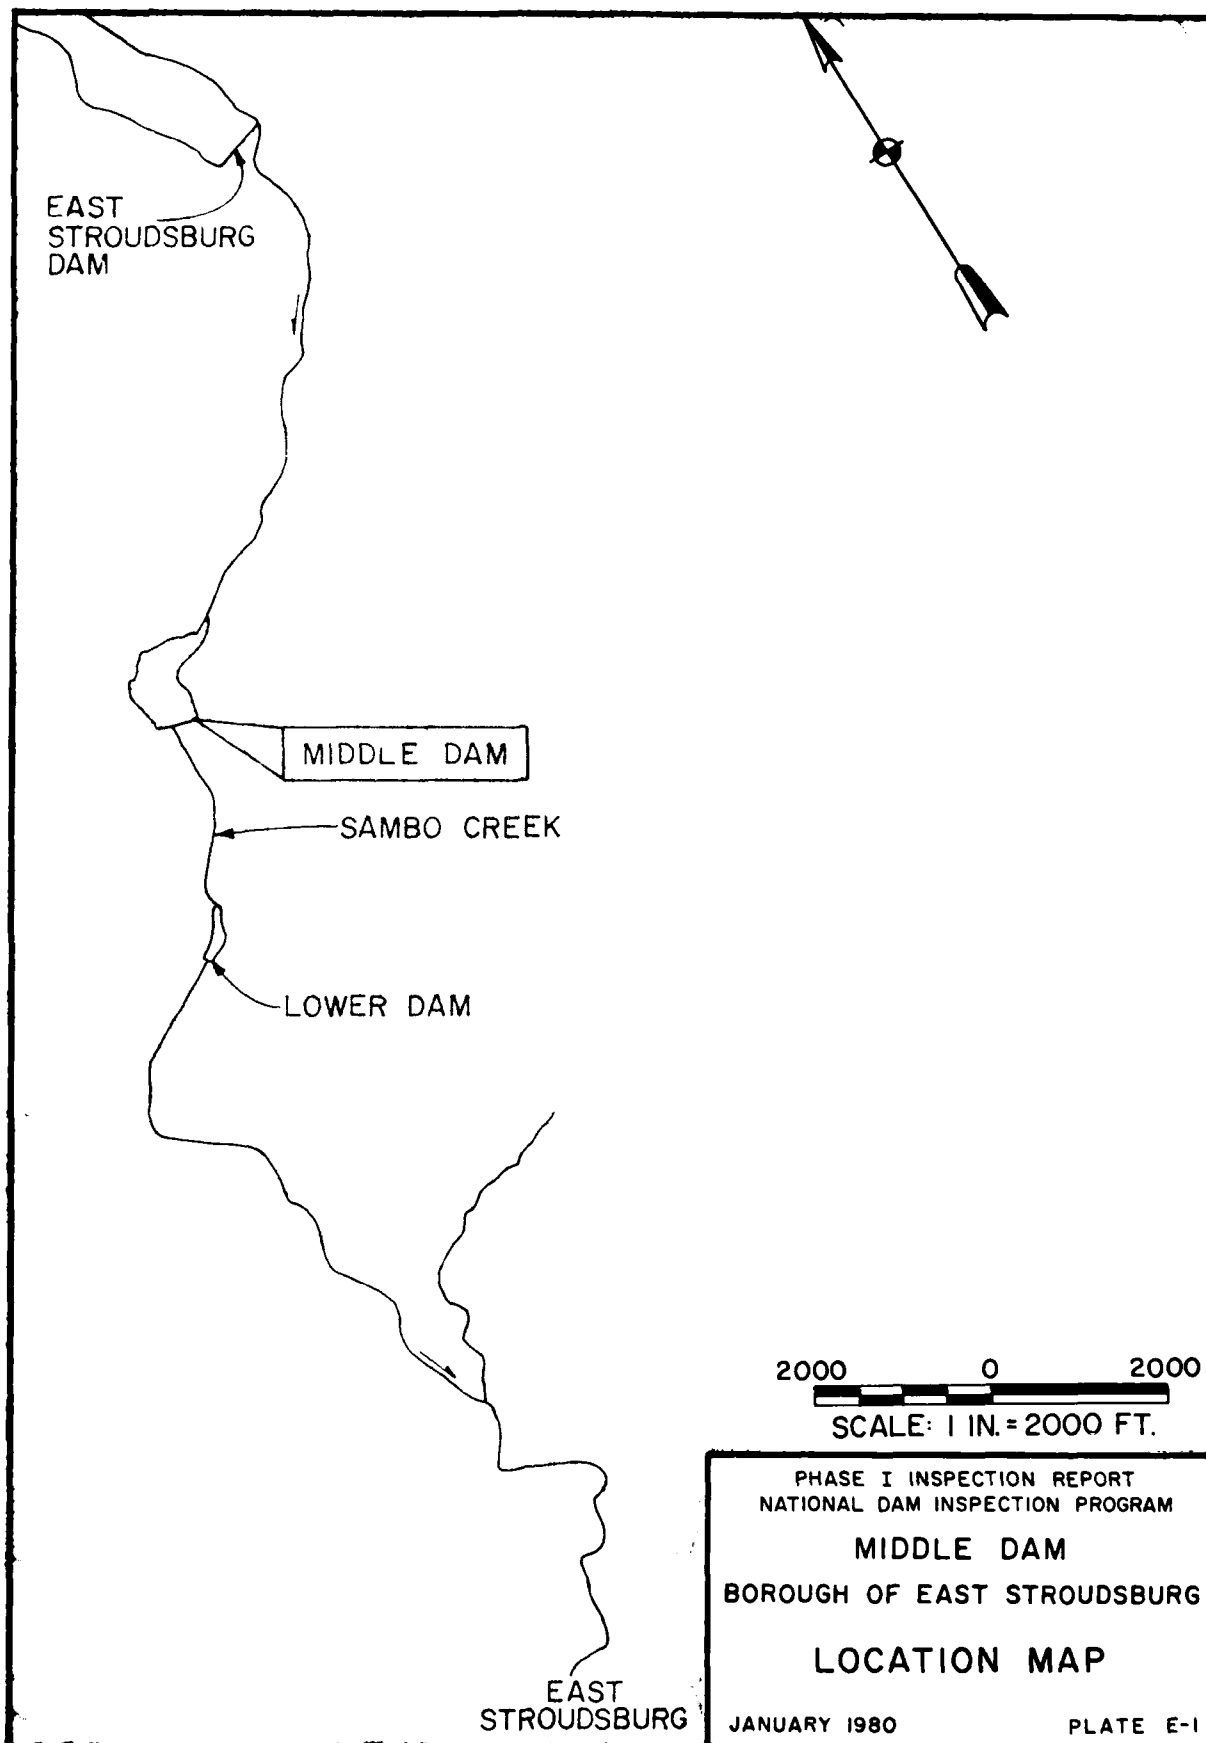 EAST
STROUDSBURG
DAM
MIDDLE DAM
SAMBO CREEK
LOWER DAM
2000 0 2000
SCALE: 1 IN. = 2000 FT.
PHASE I INSPECTION REPORT
NATIONAL DAM INSPECTION PROGRAM
MIDDLE DAM
BOROUGH OF EAST STROUDSBURG
LOCATION MAP
JANUARY 1980 PLATE E-1
EAST
STROUDSBURG